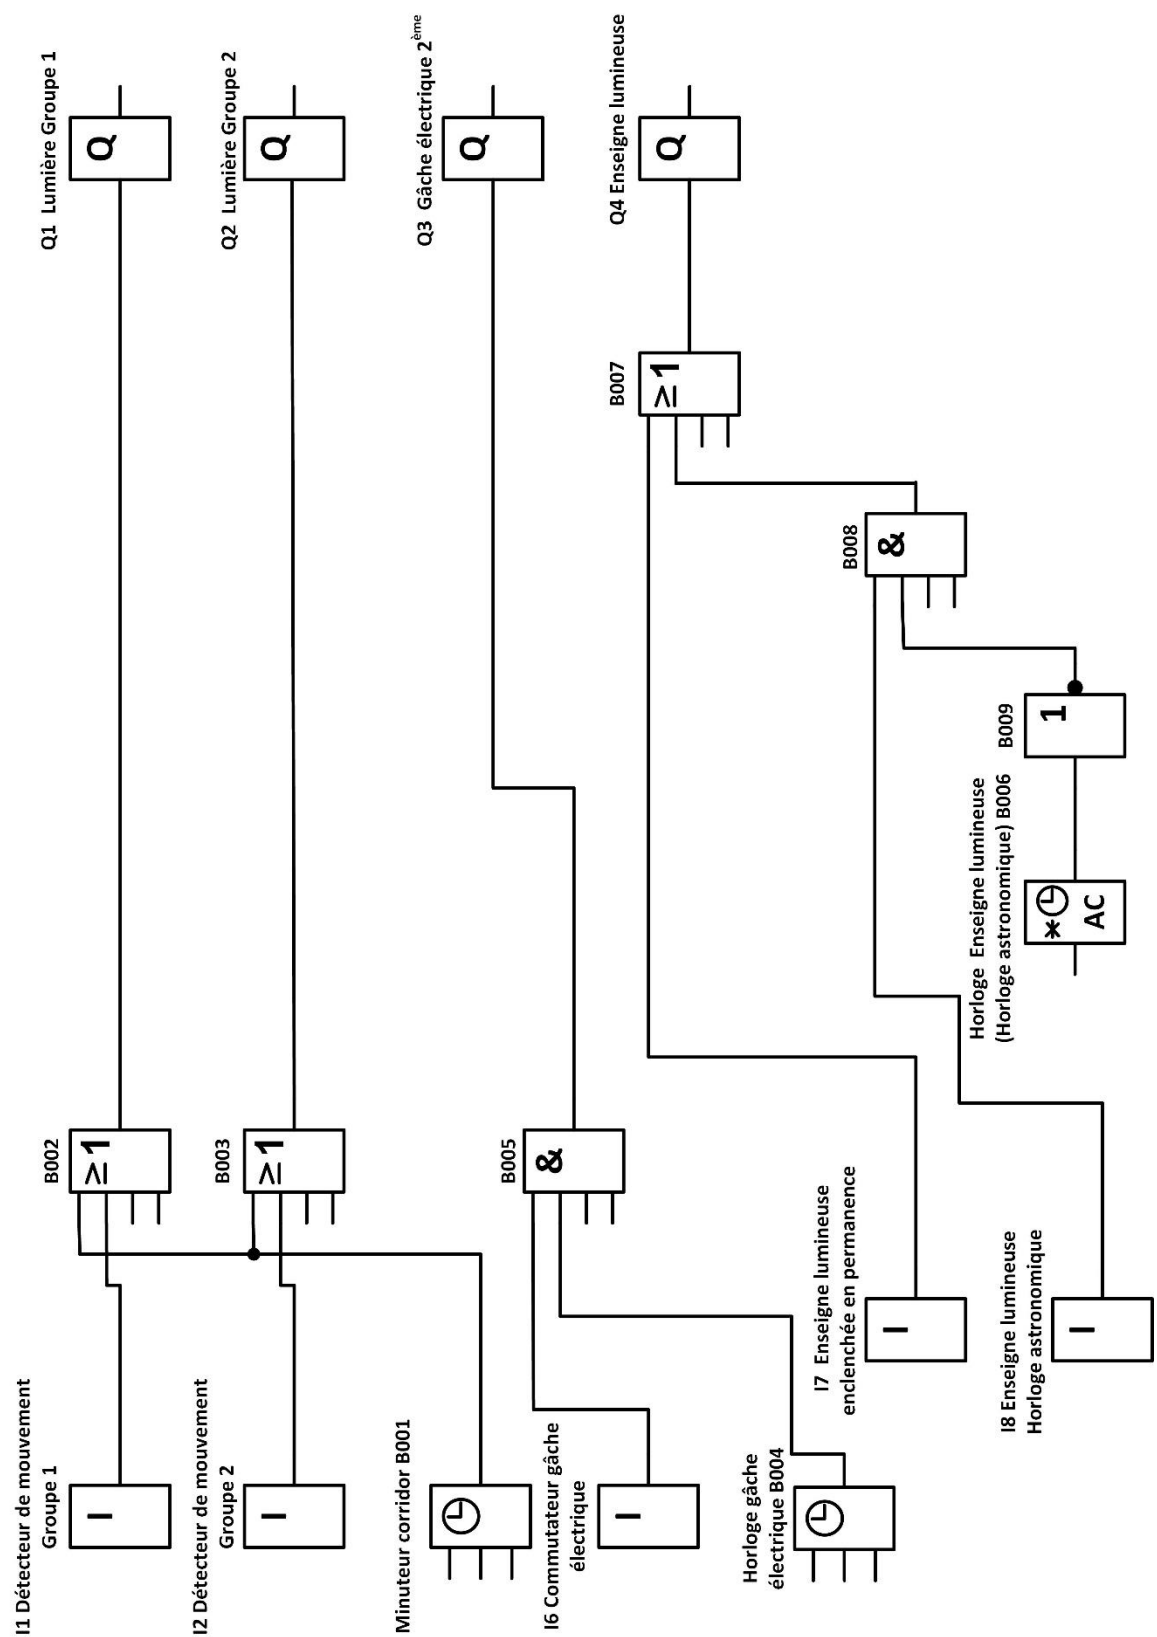 I1 Détecteur de mouvement
Groupe 1
I
B002
≥1
Q1 Lumière Groupe 1
Q
I2 Détecteur de mouvement
Groupe 2
I
B003
≥1
Q2 Lumière Groupe 2
Q
Minuteur corridor B001
I6 Commutateur gâche
électrique
I
B005
&
Q3 Gâche électrique 2ème
Q
Horloge gâche
électrique B004
I7 Enseigne lumineuse
enclenchée en permanence
I
B007
≥1
Q4 Enseigne lumineuse
Q
I8 Enseigne lumineuse
Horloge astronomique
I
B008
&
Horloge Enseigne lumineuse
(Horloge astronomique) B006
*
AC
B009
1